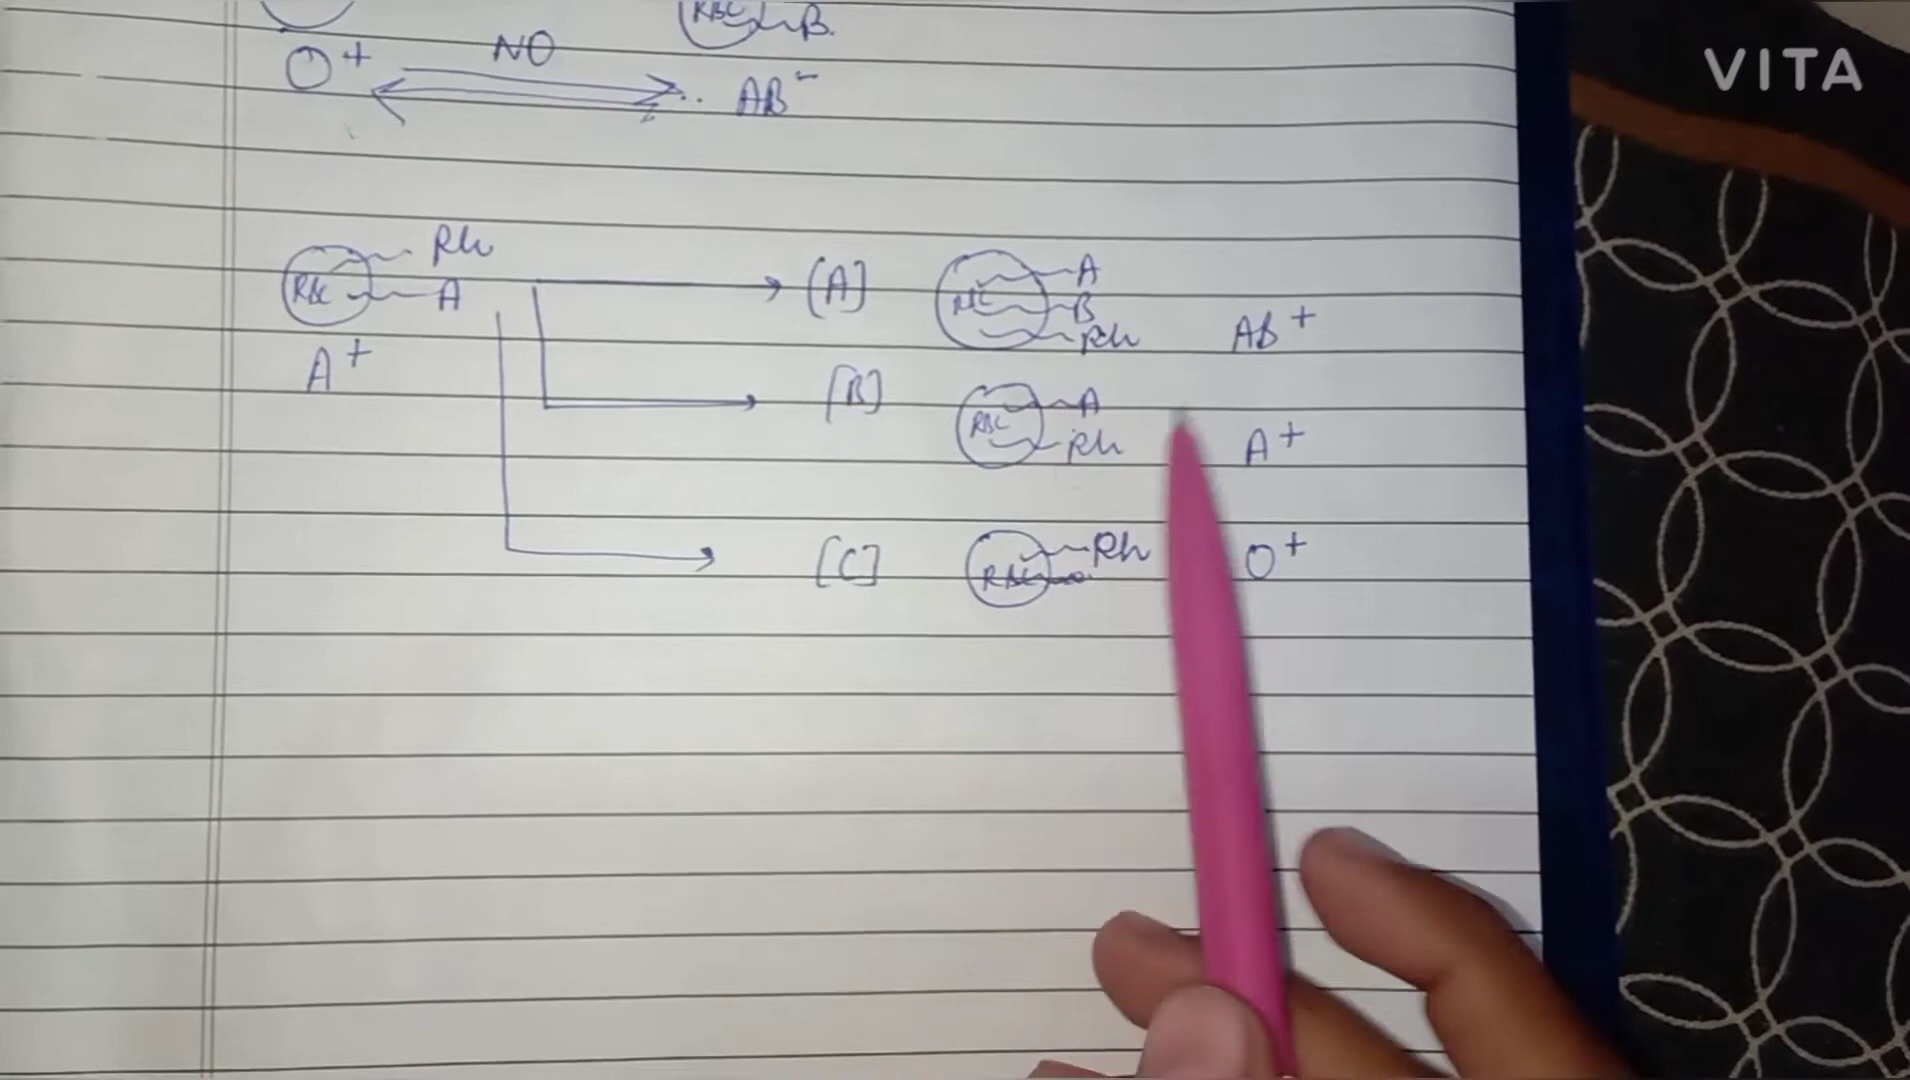 RBC B.
O+ NO AB-
VITA
RBC Rh A
A+
[A] RBC A B Rh AB+
[B] RBC A Rh A+
[C] RBC Rh O+